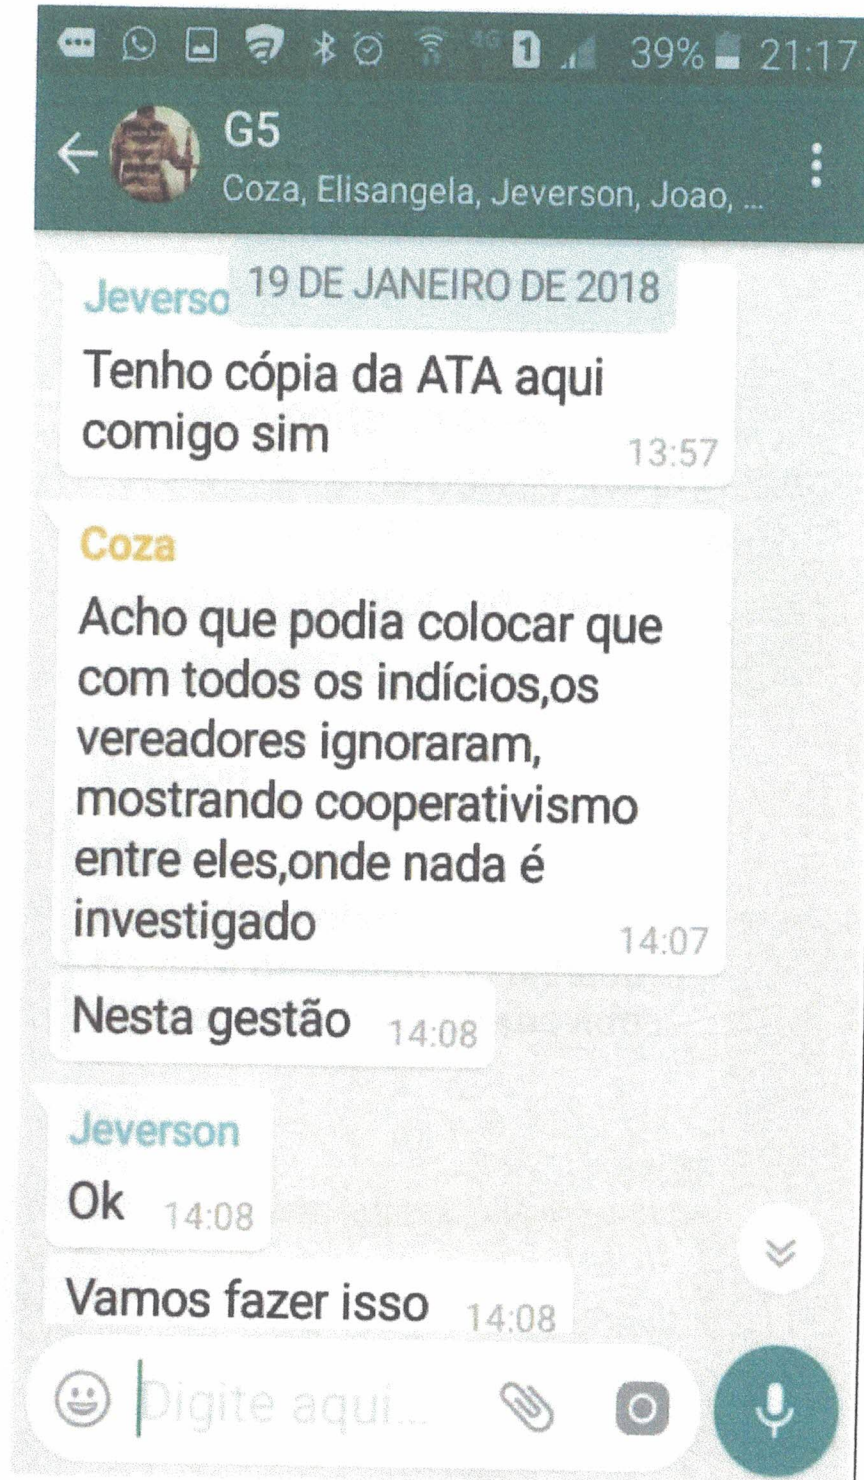 4G 1 39% 21:17
G5
Coza, Elisangela, Jeverson, Joao, ...
19 DE JANEIRO DE 2018
Jeverso
Tenho cópia da ATA aqui
comigo sim 13:57
Coza
Acho que podia colocar que
com todos os indícios,os
vereadores ignoraram,
mostrando cooperativismo
entre eles,onde nada é
investigado 14:07
Nesta gestão 14:08
Jeverson
Ok 14:08
Vamos fazer isso 14:08
Digite aqui...